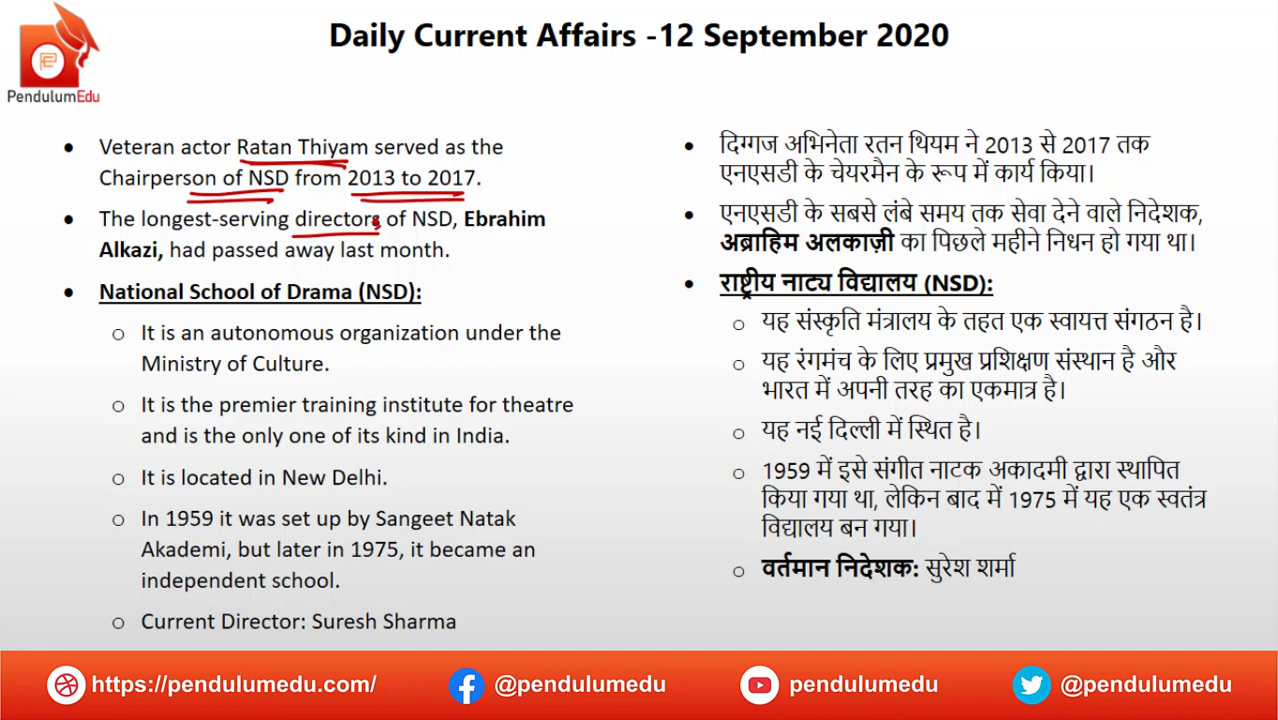 PendulumEdu
Daily Current Affairs -12 September 2020
• Veteran actor Ratan Thiyam served as the
Chairperson of NSD from 2013 to 2017.
• The longest-serving directors of NSD, Ebrahim
Alkazi, had passed away last month.
• National School of Drama (NSD):
o It is an autonomous organization under the
Ministry of Culture.
o It is the premier training institute for theatre
and is the only one of its kind in India.
o It is located in New Delhi.
o In 1959 it was set up by Sangeet Natak
Akademi, but later in 1975, it became an
independent school.
o Current Director: Suresh Sharma
• दिग्गज अभिनेता रतन थियम ने 2013 से 2017 तक
एनएसडी के चेयरमैन के रूप में कार्य किया।
• एनएसडी के सबसे लंबे समय तक सेवा देने वाले निदेशक,
अब्राहिम अलकाज़ी का पिछले महीने निधन हो गया था।
• राष्ट्रीय नाट्य विद्यालय (NSD):
o यह संस्कृति मंत्रालय के तहत एक स्वायत्त संगठन है।
o यह रंगमंच के लिए प्रमुख प्रशिक्षण संस्थान है और
भारत में अपनी तरह का एकमात्र है।
o यह नई दिल्ली में स्थित है।
o 1959 में इसे संगीत नाटक अकादमी द्वारा स्थापित
किया गया था, लेकिन बाद में 1975 में यह एक स्वतंत्र
विद्यालय बन गया।
o वर्तमान निदेशक: सुरेश शर्मा
https://pendulumedu.com/ @pendulumedu pendulumedu @pendulumedu